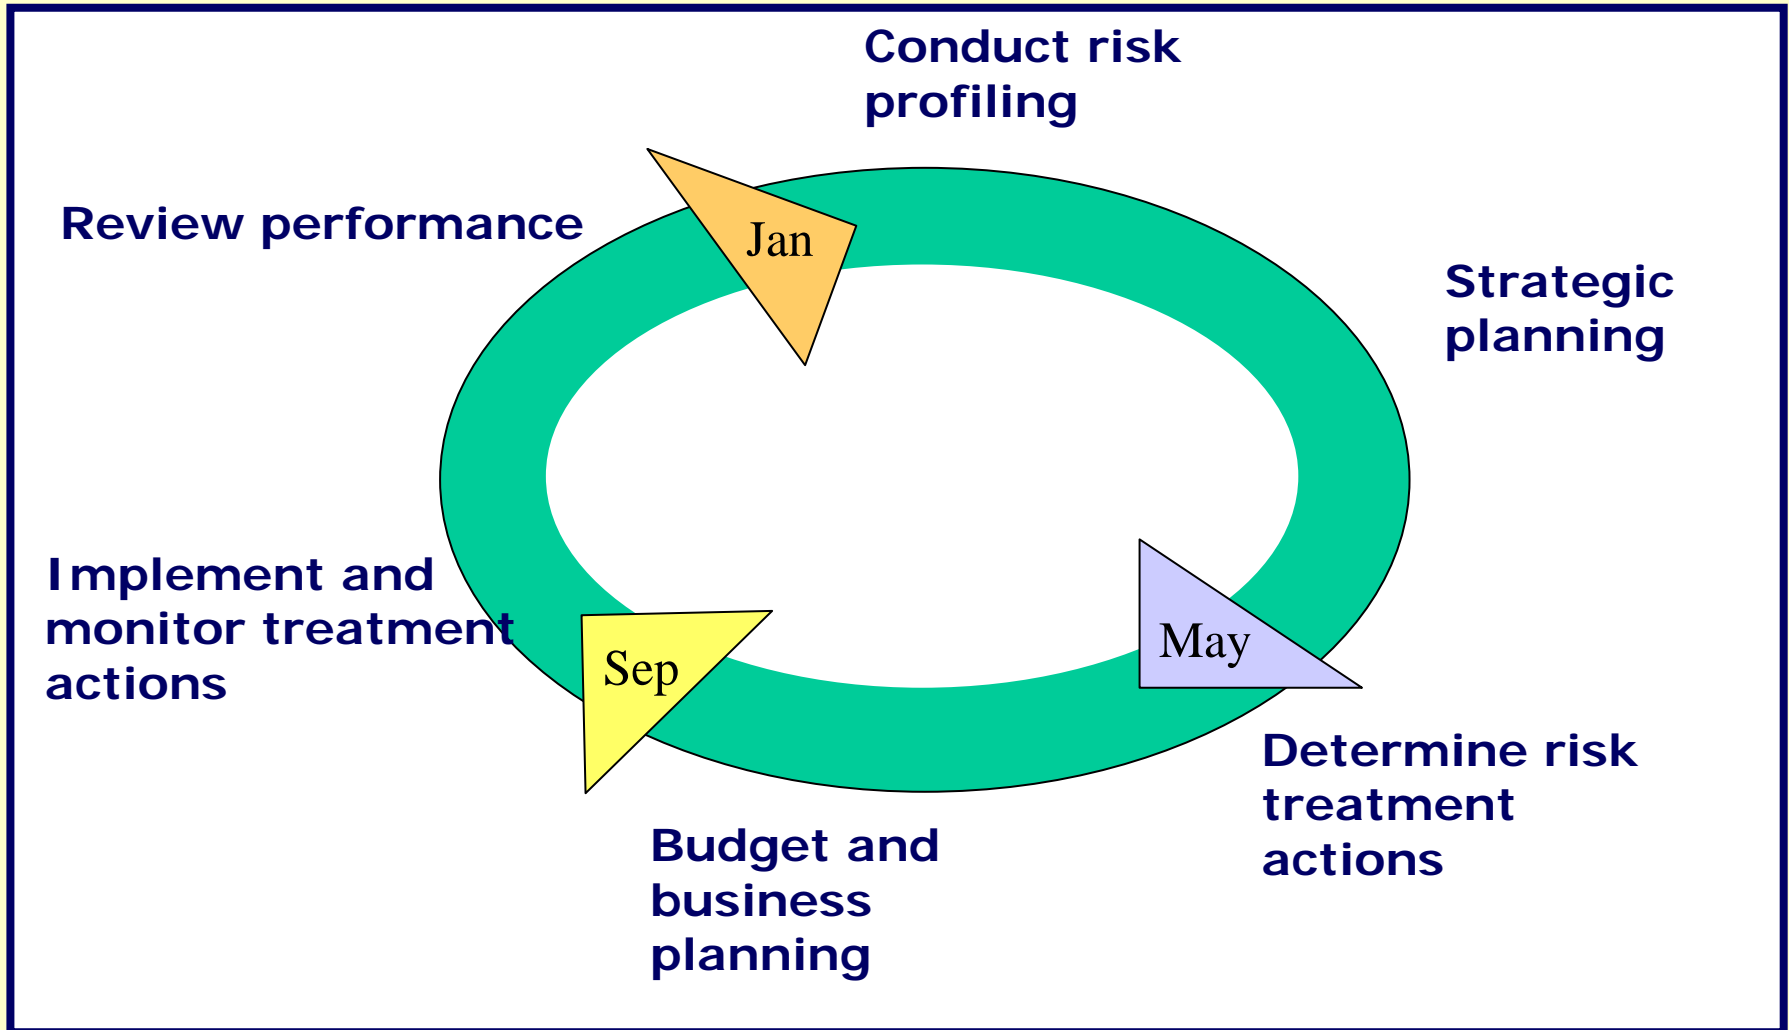 Conduct risk
profiling
Review performance
Jan
Strategic
planning
Implement and
monitor treatment
actions
Sep
May
Determine risk
treatment
actions
Budget and
business
planning